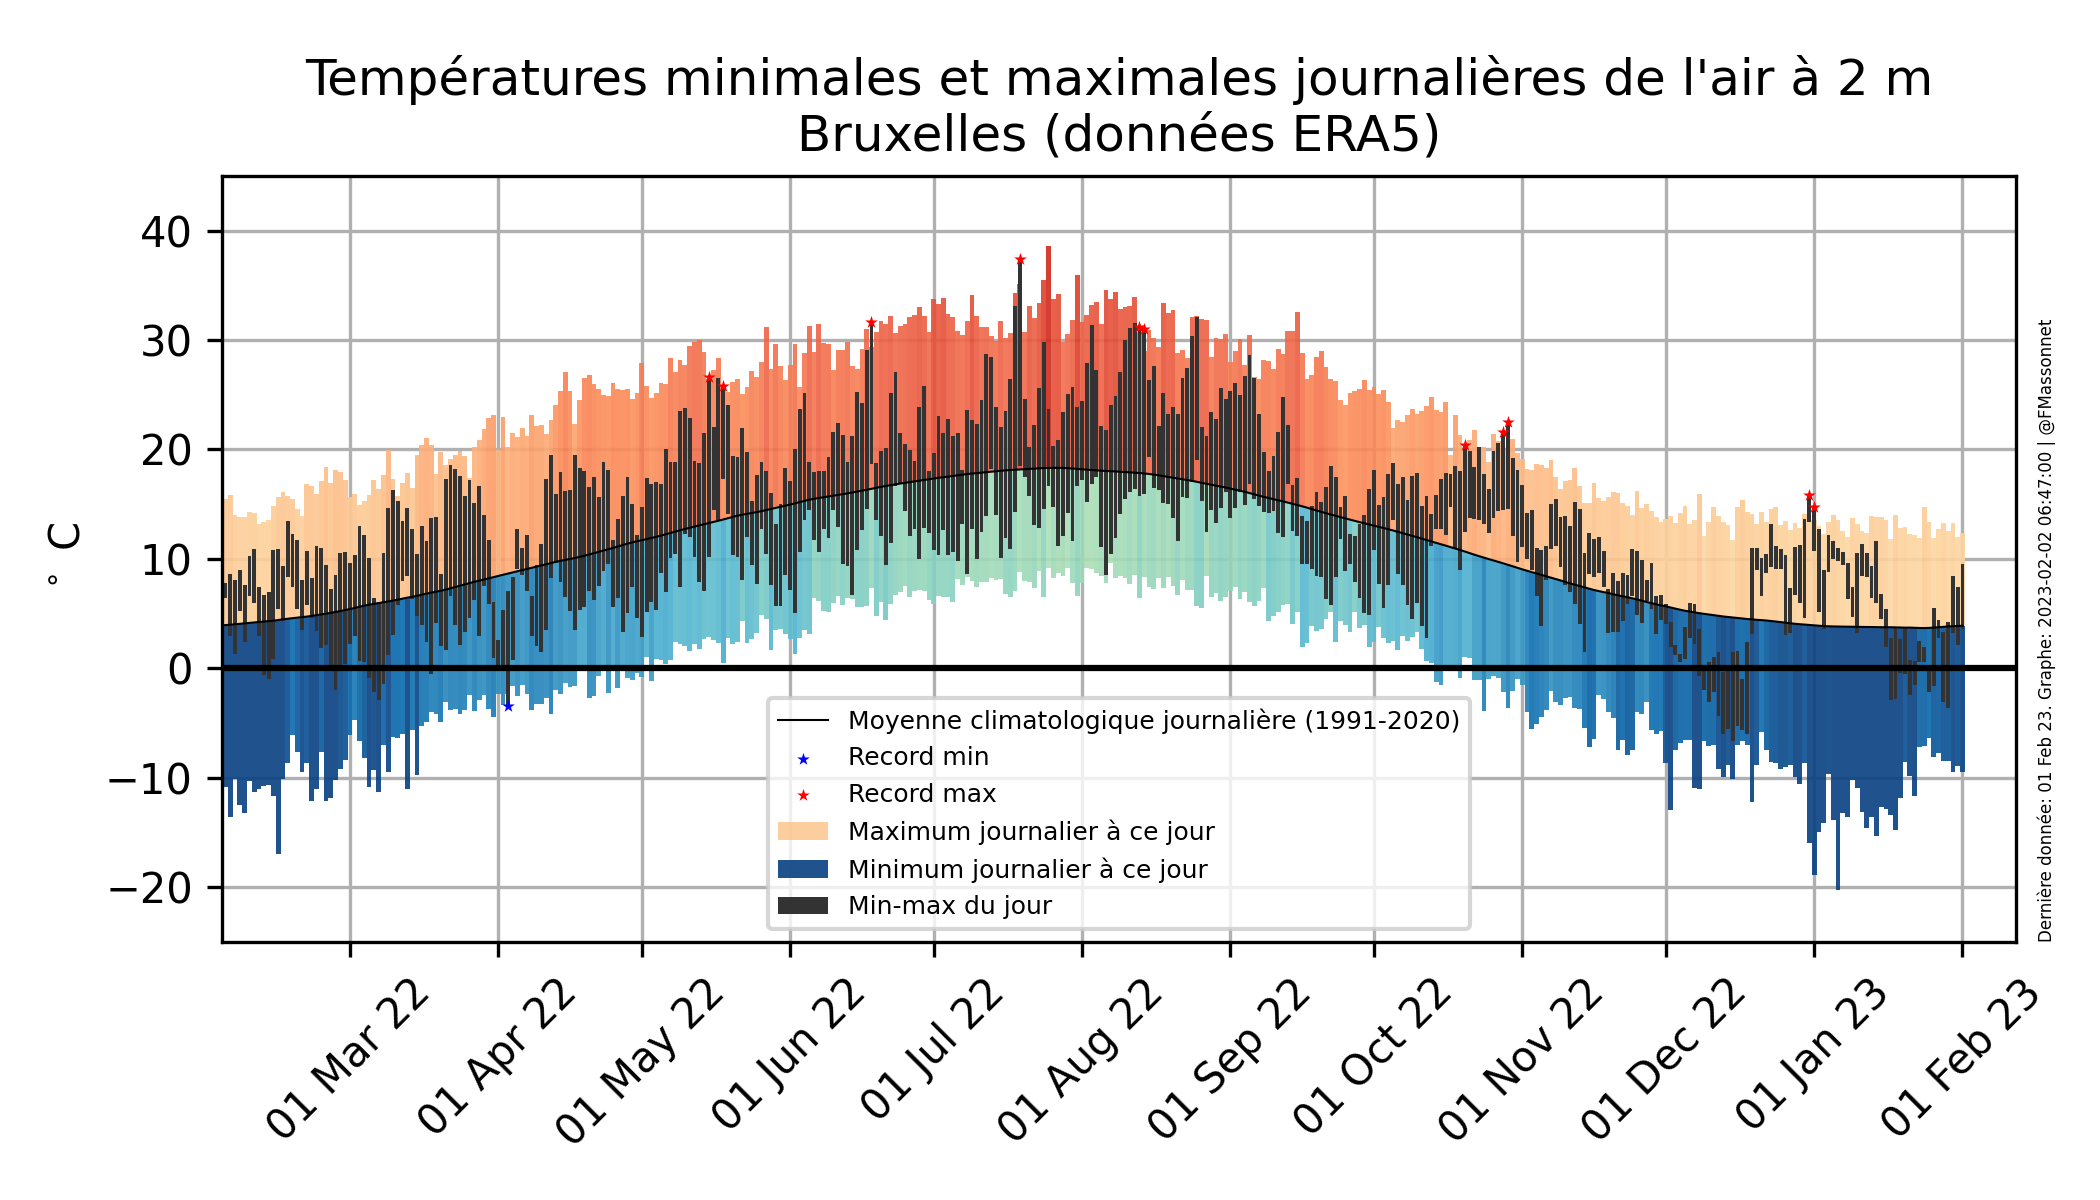 Températures minimales et maximales journalières de l'air à 2 m
Bruxelles (données ERA5)
° C
40
30
20
10
0
−10
−20
Moyenne climatologique journalière (1991-2020)
Record min
Record max
Maximum journalier à ce jour
Minimum journalier à ce jour
Min-max du jour
01 Mar 22
01 Apr 22
01 May 22
01 Jun 22
01 Jul 22
01 Aug 22
01 Sep 22
01 Oct 22
01 Nov 22
01 Dec 22
01 Jan 23
01 Feb 23
Dernière donnée: 01 Feb 23. Graphe: 2023-02-02 06:47:00 | @FMassonnet